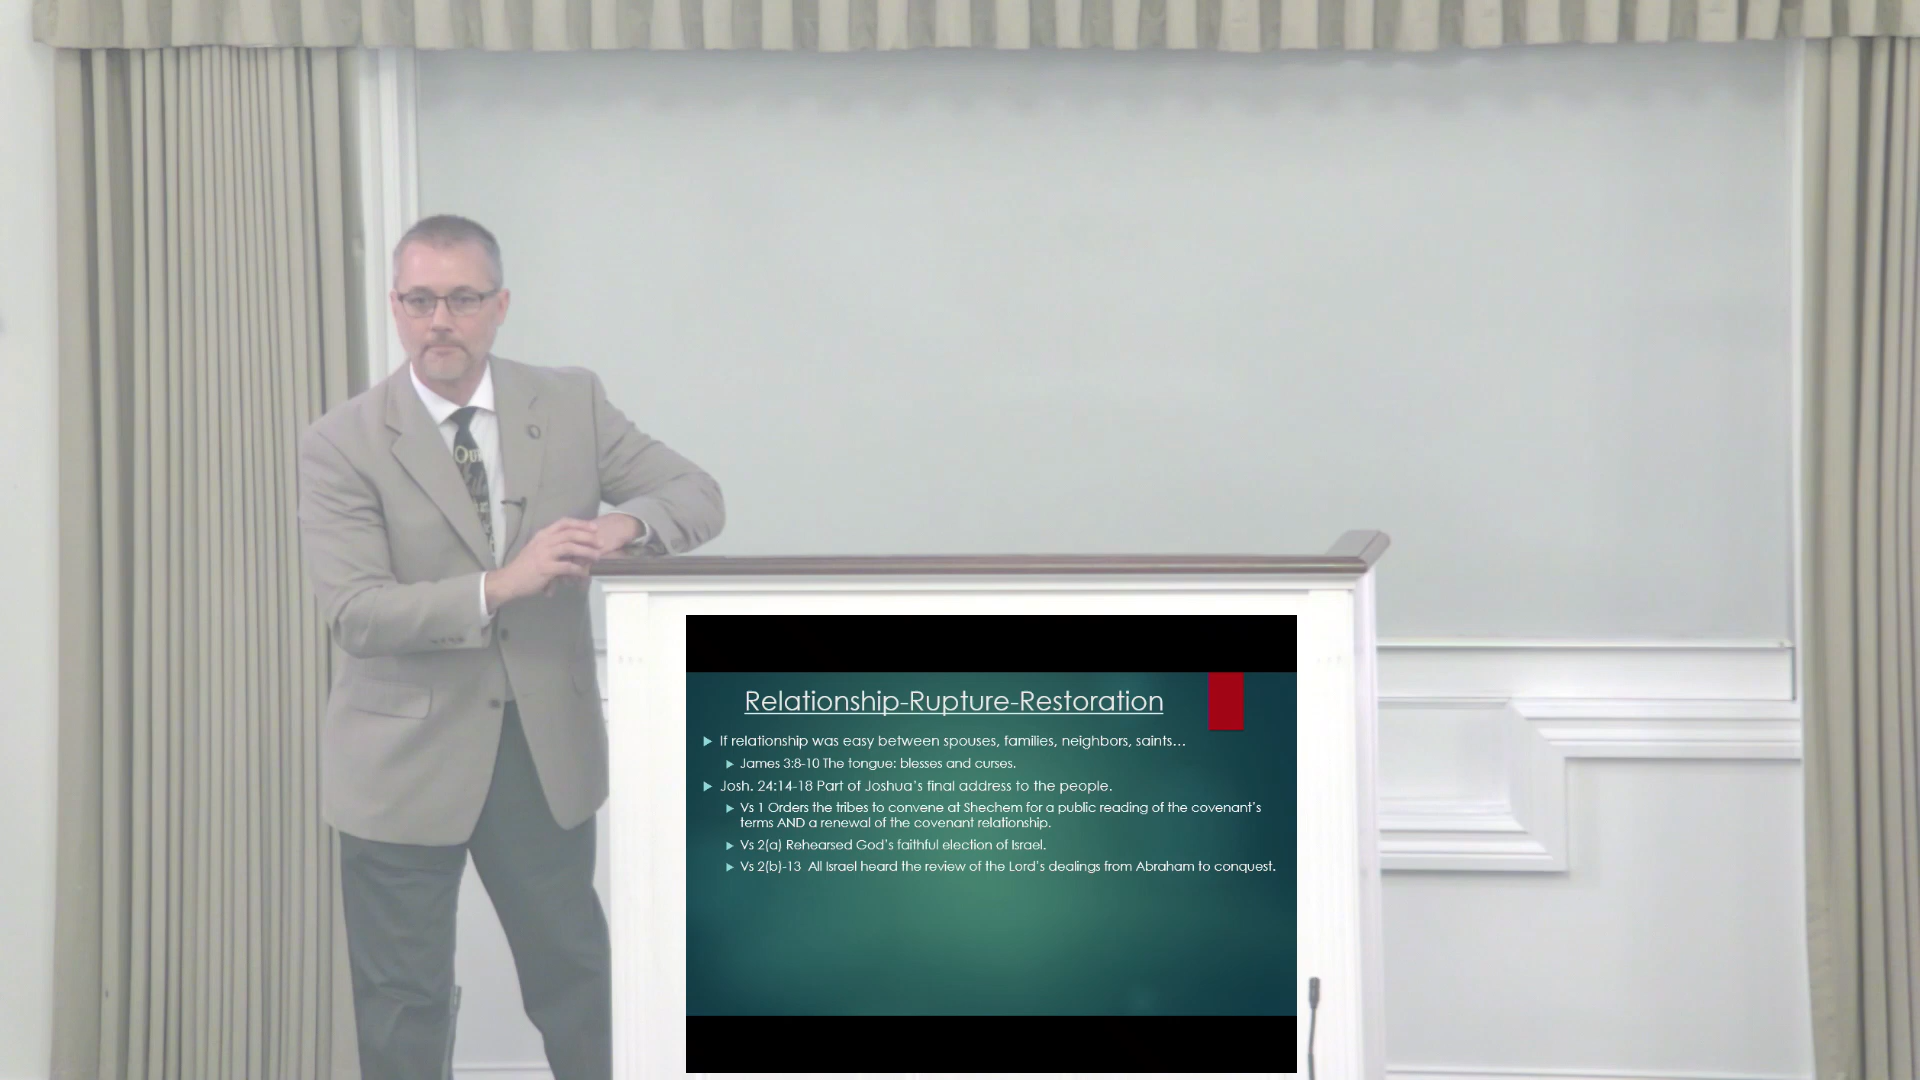 Our
Relationship-Rupture-Restoration
If relationship was easy between spouses, families, neighbors, saints…
James 3:8-10 The tongue: blesses and curses.
Josh. 24:14-18 Part of Joshua’s final address to the people.
Vs 1 Orders the tribes to convene at Shechem for a public reading of the covenant’s
terms AND a renewal of the covenant relationship.
Vs 2(a) Rehearsed God’s faithful election of Israel.
Vs 2(b)-13  All Israel heard the review of the Lord’s dealings from Abraham to conquest.